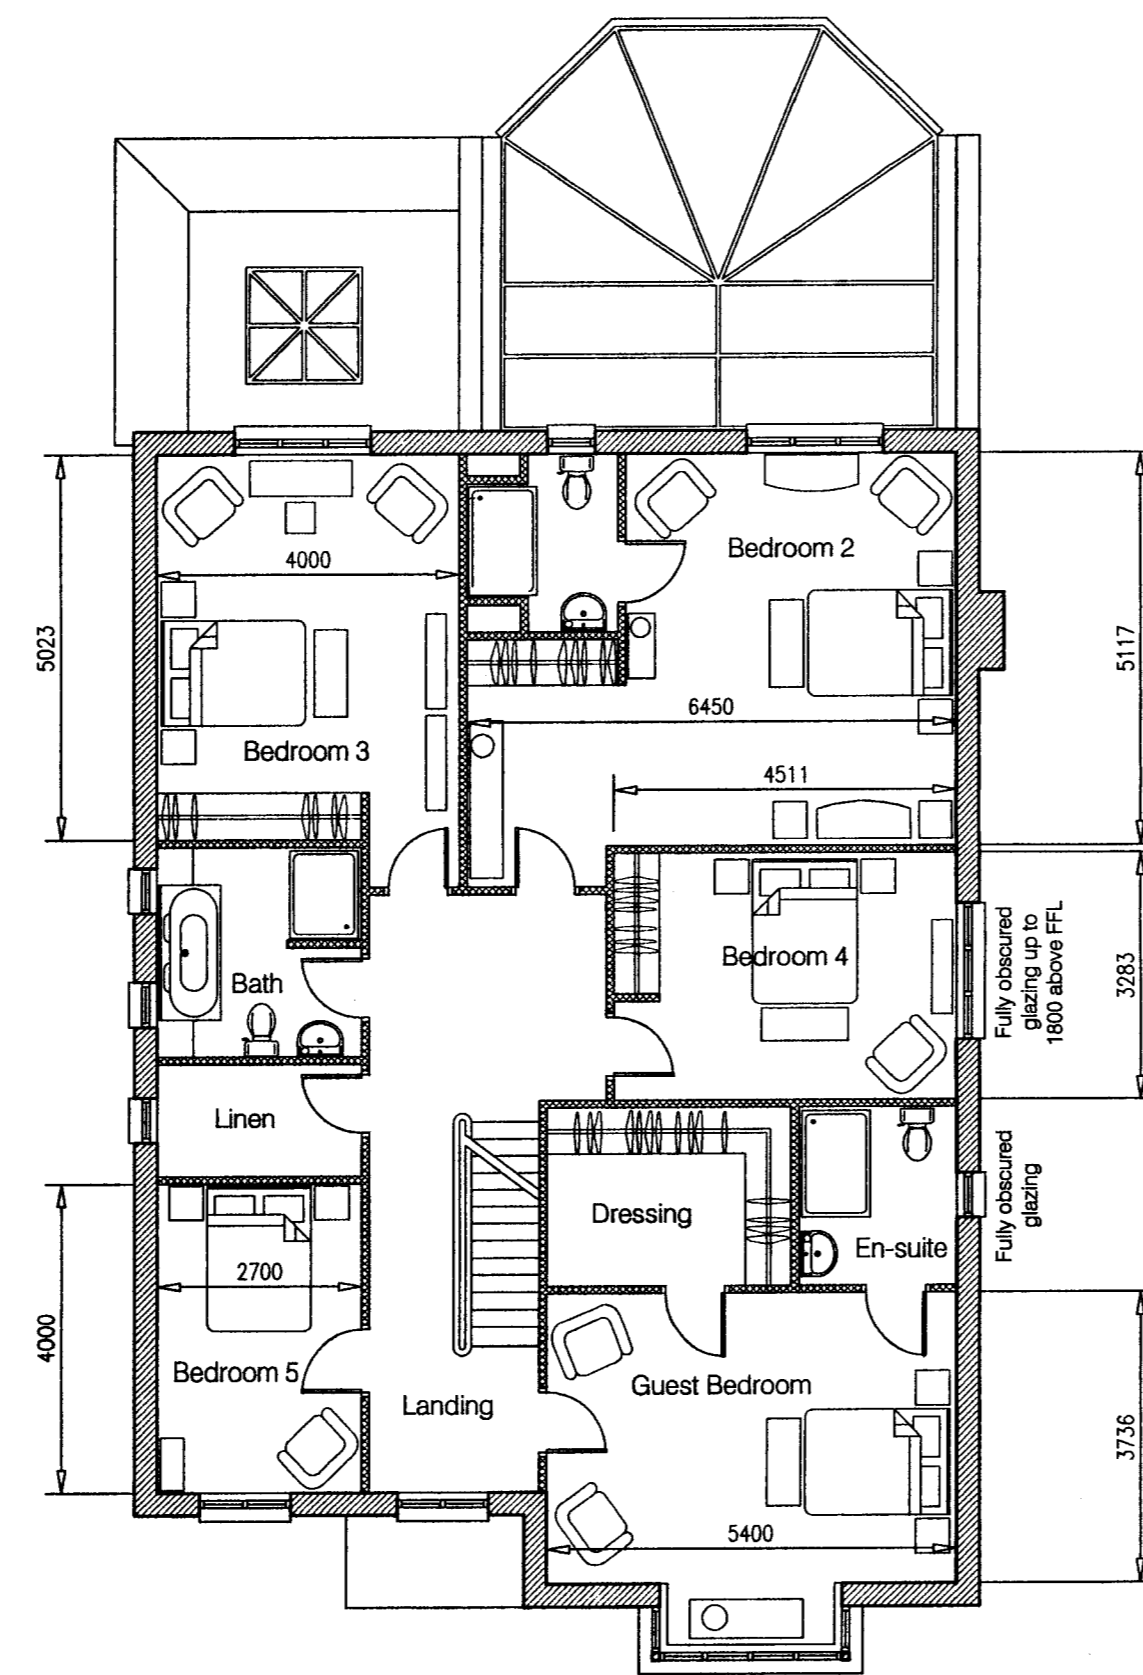 Bedroom 2
4000
5023
5117
6450
Bedroom 3
4511
Fully obscured
glazing up to
1800 above FFL
Bedroom 4
3283
Bath
Linen
Fully obscured
glazing
Dressing
En-suite
2700
4000
Bedroom 5
Guest Bedroom
Landing
3736
5400